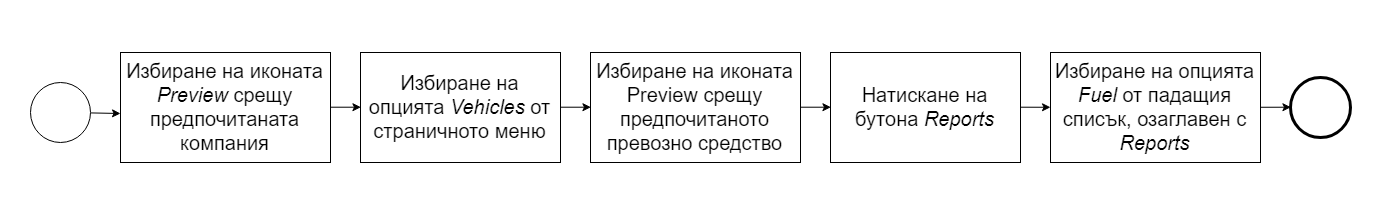 Избиране на иконата
Preview срещу
предпочитаната
компания
Избиране на
опцията Vehicles от
страничното меню
Избиране на иконата
Preview срещу
предпочитаното
превозно средство
Натискане на
бутона Reports
Избиране на опцията
Fuel от падащия
списък, озаглавен с
Reports